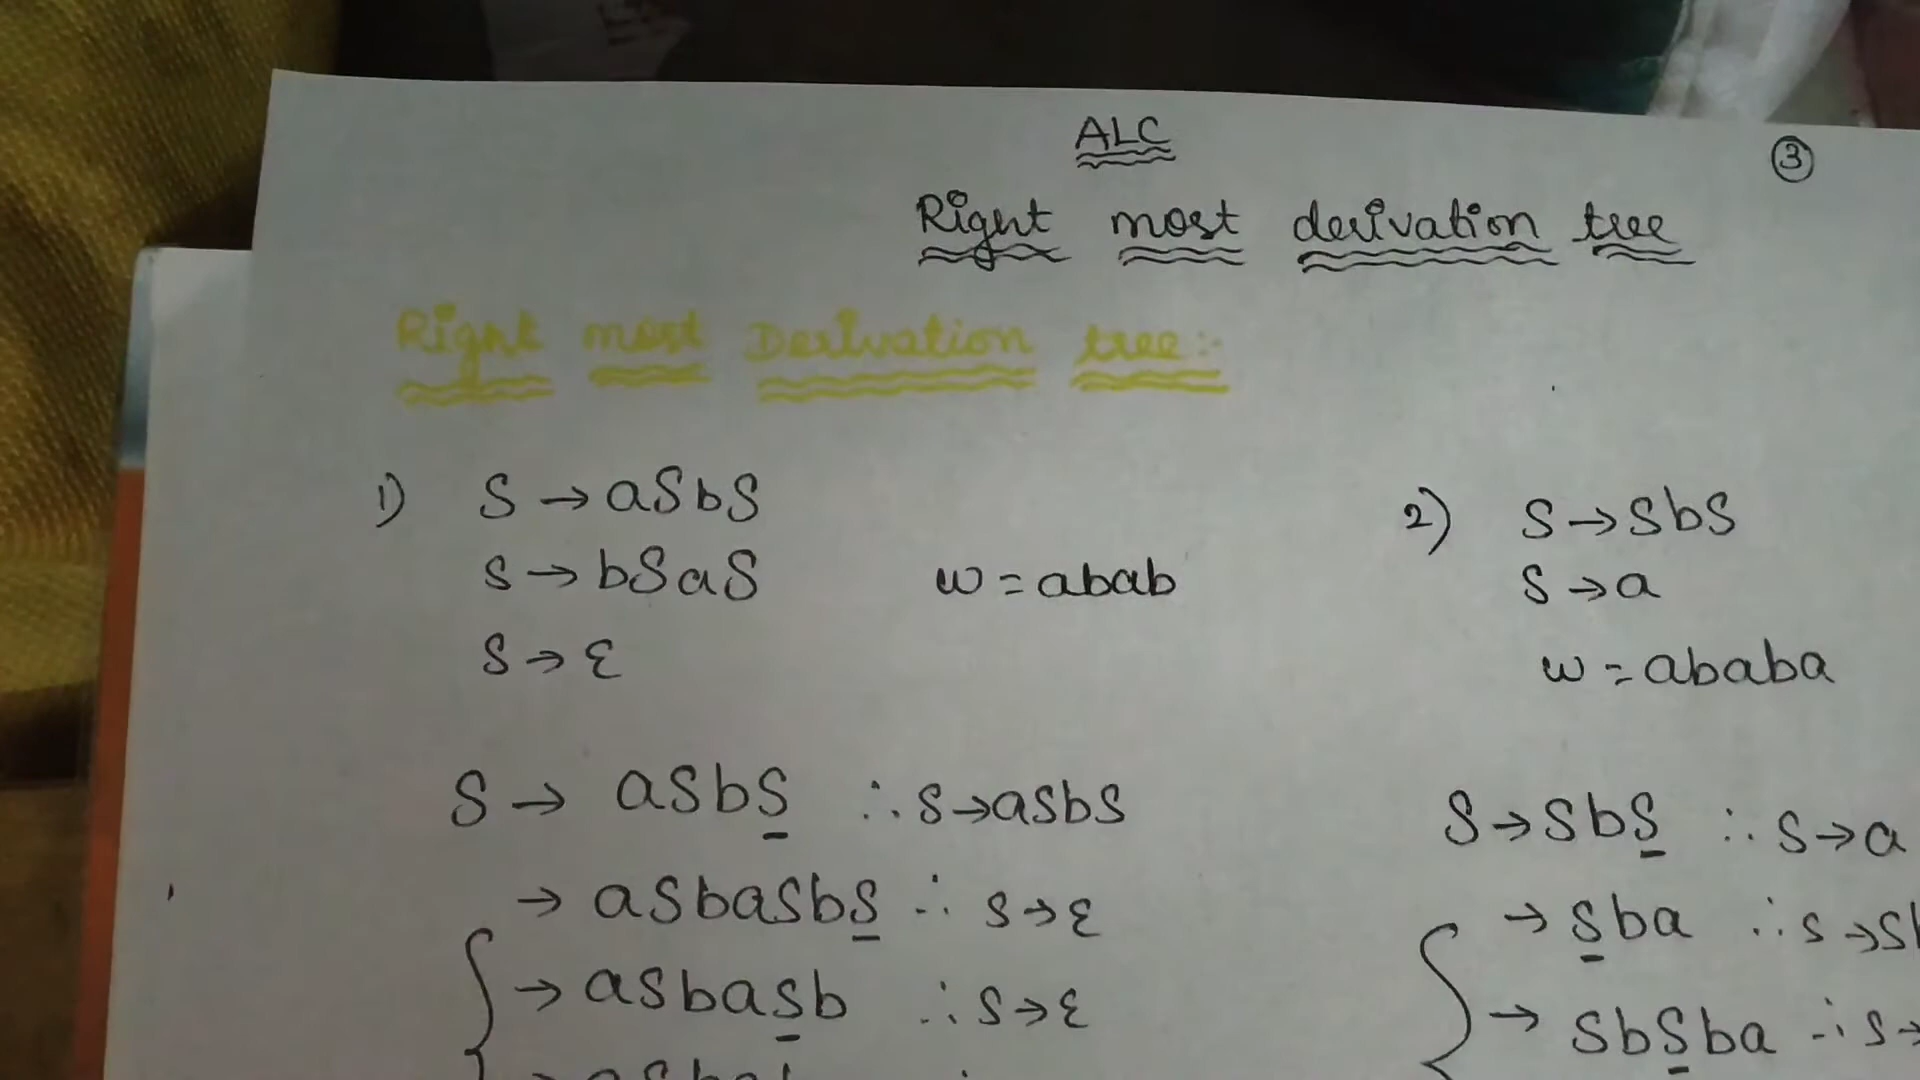 ALC
③
Right most derivation tree
Right most Derivation tree:-
1) S → aSbS
S → bSaS
w = abab
S → ε
S → aSbS ∴ S → aSbS
→ aSbaSbS ∴ S → ε
→ aSbaSb ∴ S → ε
2) S → SbS
S → a
w = ababa
S → SbS ∴ S → a
→ Sba ∴ S → Sb
→ SbSba ∴ S →